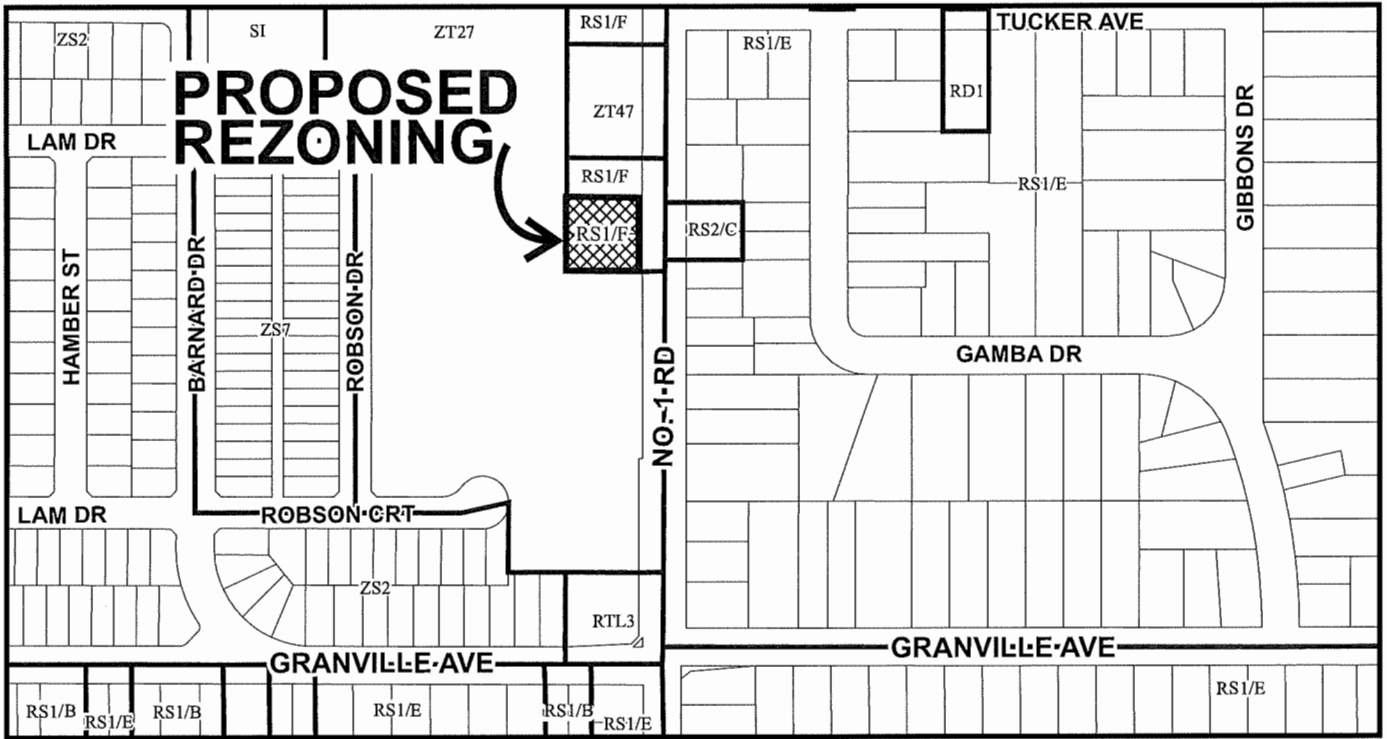 TUCKER AVE
ZS2
SI
ZT27
RS1/F
RS1/E
PROPOSED
REZONING
ZT47
RD1
LAM DR
GIBBONS DR
RS1/F
RS1/E
RS1/F
RS2/C
HAMBER ST
BARNARD DR
ROBSON DR
ZS7
NO. 1 RD
GAMBA DR
LAM DR
ROBSON CRT
ZS2
RTL3
GRANVILLE AVE
GRANVILLE AVE
RS1/B
RS1/E
RS1/B
RS1/E
RS1/B
RS1/E
RS1/E